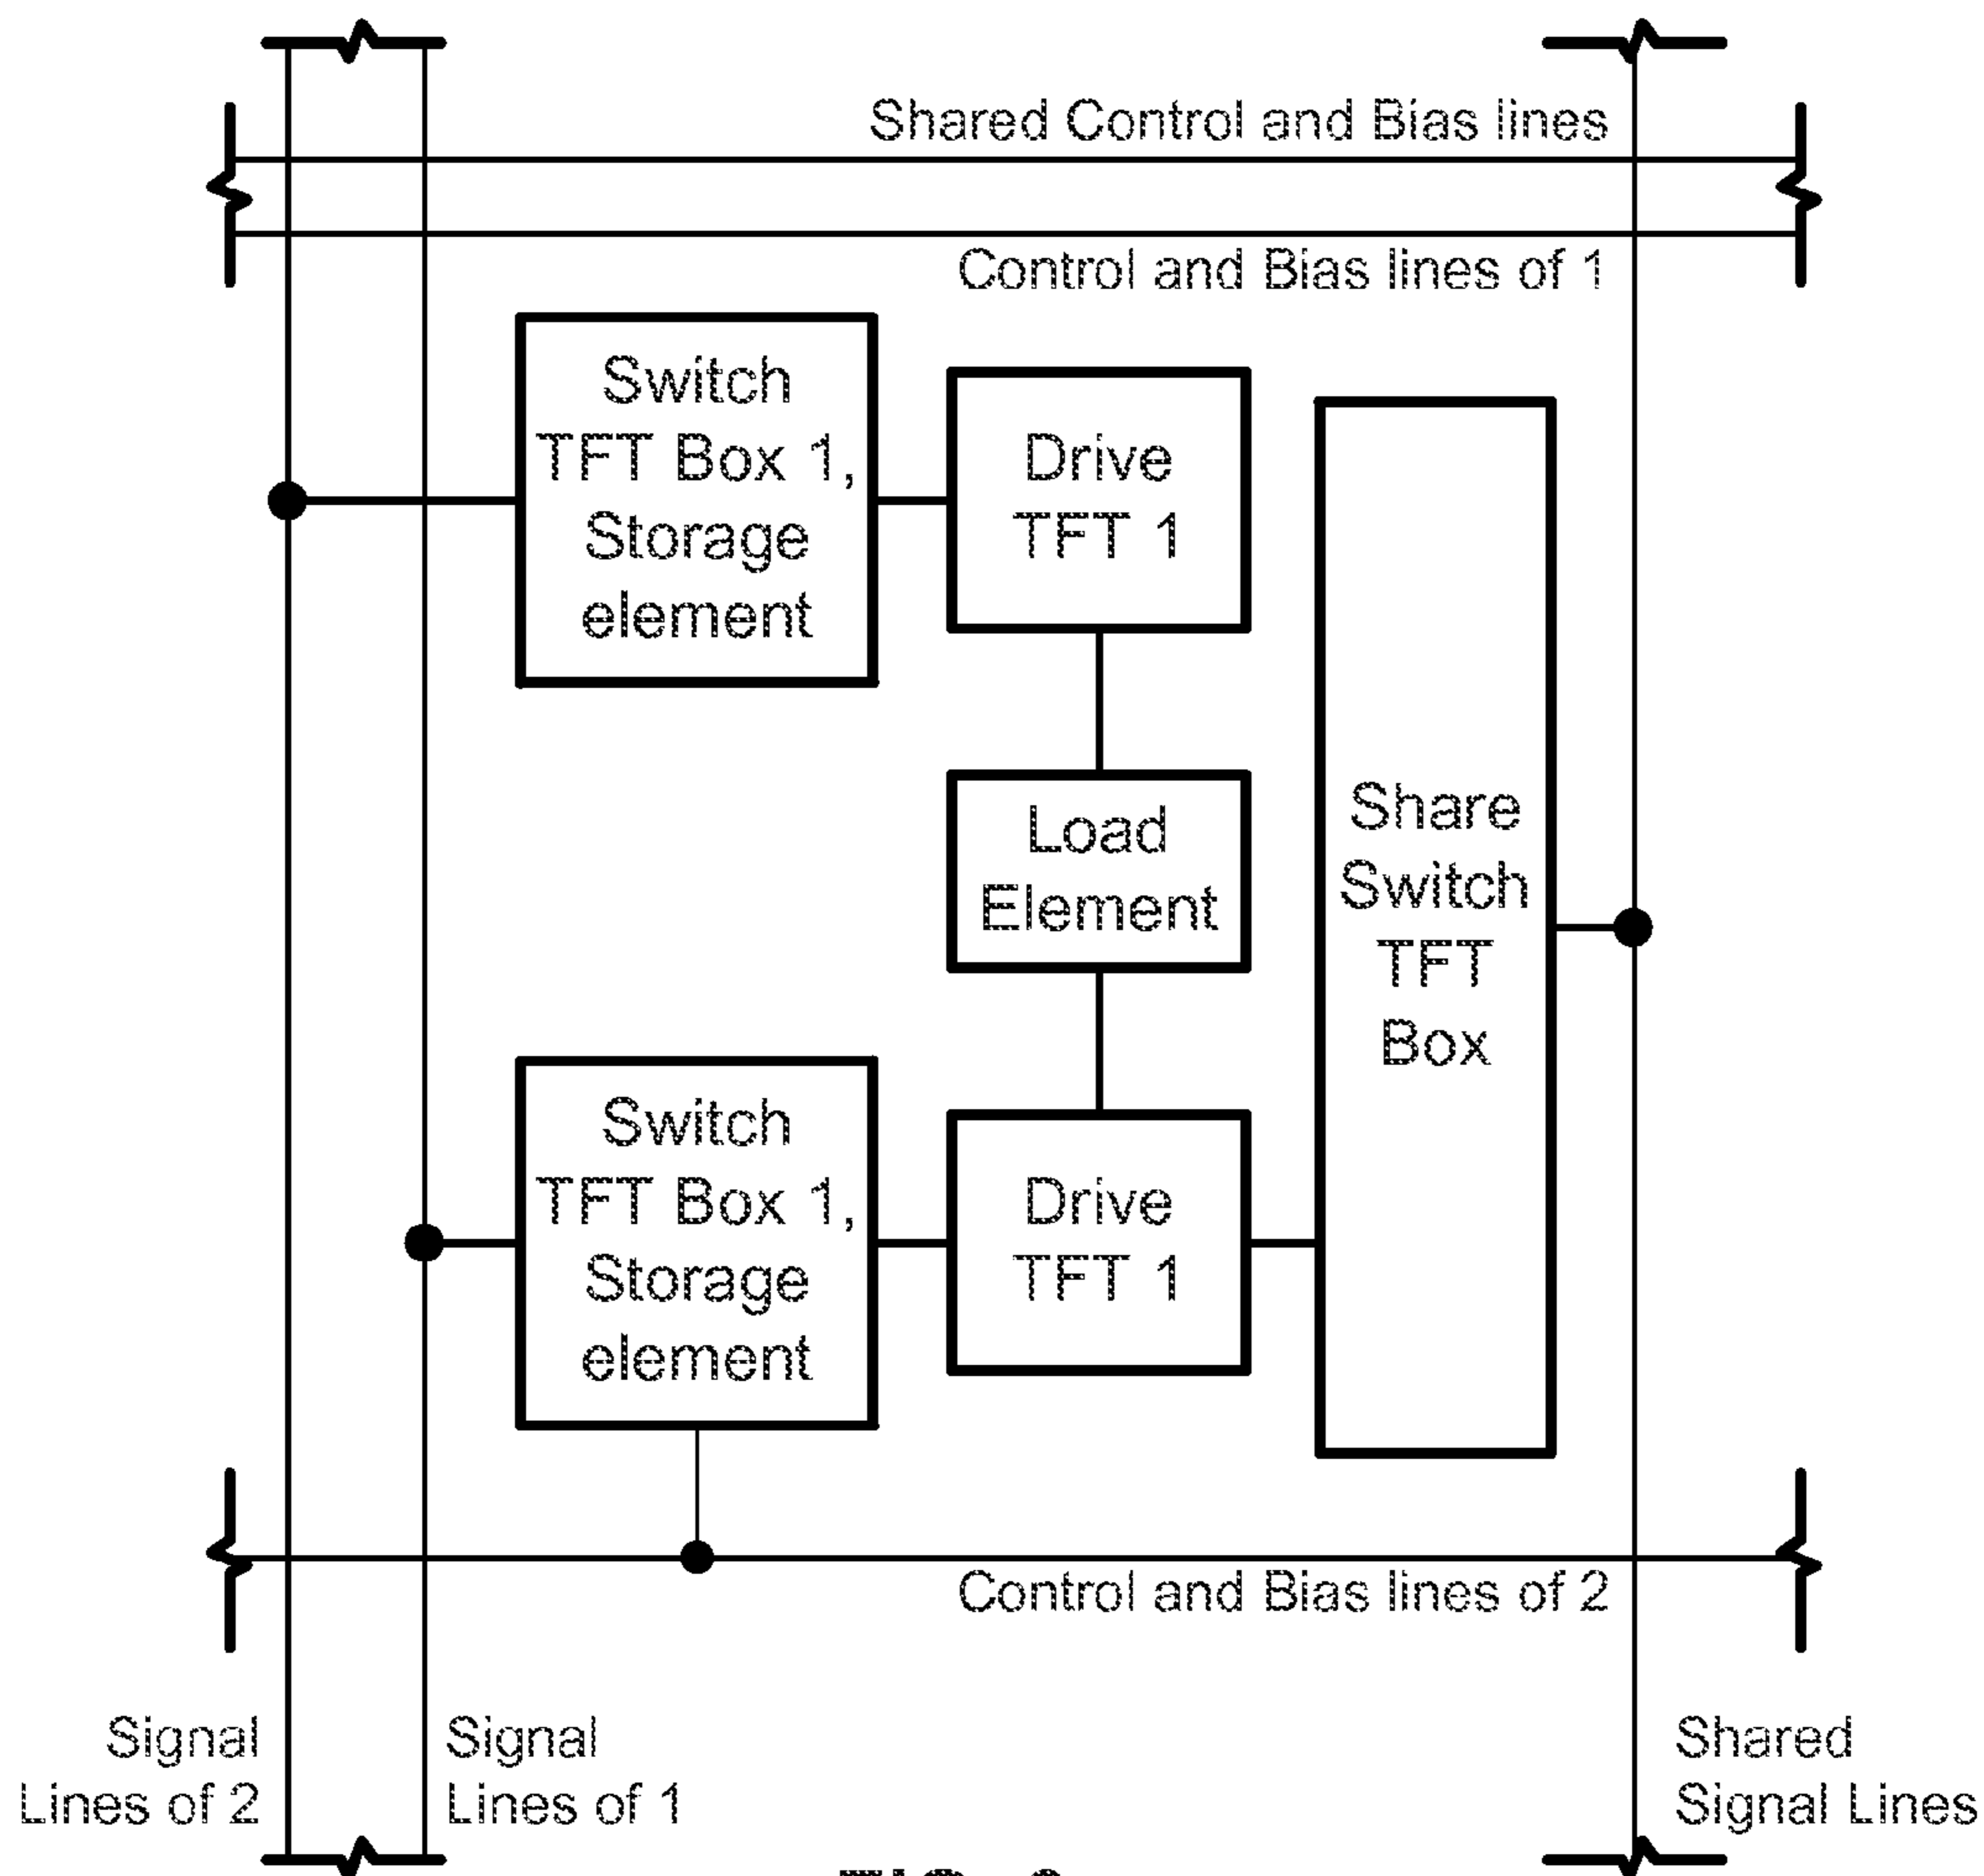 Shared Control and Bias lines
Control and Bias lines of 1
Switch
TFT Box 1,
Storage
element
Drive
TFT 1
Load
Element
Share
Switch
TFT
Box
Switch
TFT Box 1,
Storage
element
Drive
TFT 1
Control and Bias lines of 2
Signal
Lines of 2
Signal
Lines of 1
Shared
Signal Lines